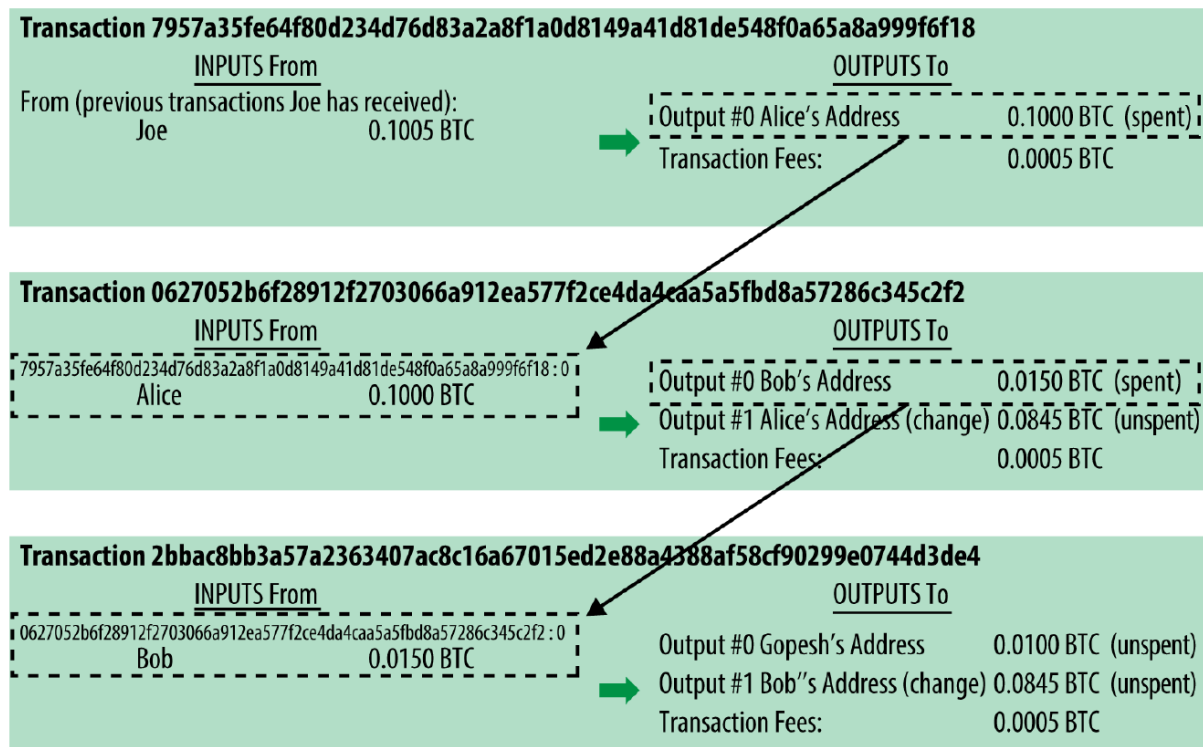 Transaction 7957a35fe64f80d234d76d83a2a8f1a0d8149a41d81de548f0a65a8a999f6f18
INPUTS From
OUTPUTS To
From (previous transactions Joe has received):
Joe 0.1005 BTC
Output #0 Alice's Address 0.1000 BTC (spent)
Transaction Fees: 0.0005 BTC
Transaction 0627052b6f28912f2703066a912ea577f2ce4da4caa5a5fbd8a57286c345c2f2
INPUTS From
OUTPUTS To
7957a35fe64f80d234d76d83a2a8f1a0d8149a41d81de548f0a65a8a999f6f18 : 0
Alice 0.1000 BTC
Output #0 Bob's Address 0.0150 BTC (spent)
Output #1 Alice's Address (change) 0.0845 BTC (unspent)
Transaction Fees: 0.0005 BTC
Transaction 2bbac8bb3a57a2363407ac8c16a67015ed2e88a4388af58cf90299e0744d3de4
INPUTS From
OUTPUTS To
0627052b6f28912f2703066a912ea577f2ce4da4caa5a5fbd8a57286c345c2f2 : 0
Bob 0.0150 BTC
Output #0 Gopesh's Address 0.0100 BTC (unspent)
Output #1 Bob''s Address (change) 0.0845 BTC (unspent)
Transaction Fees: 0.0005 BTC